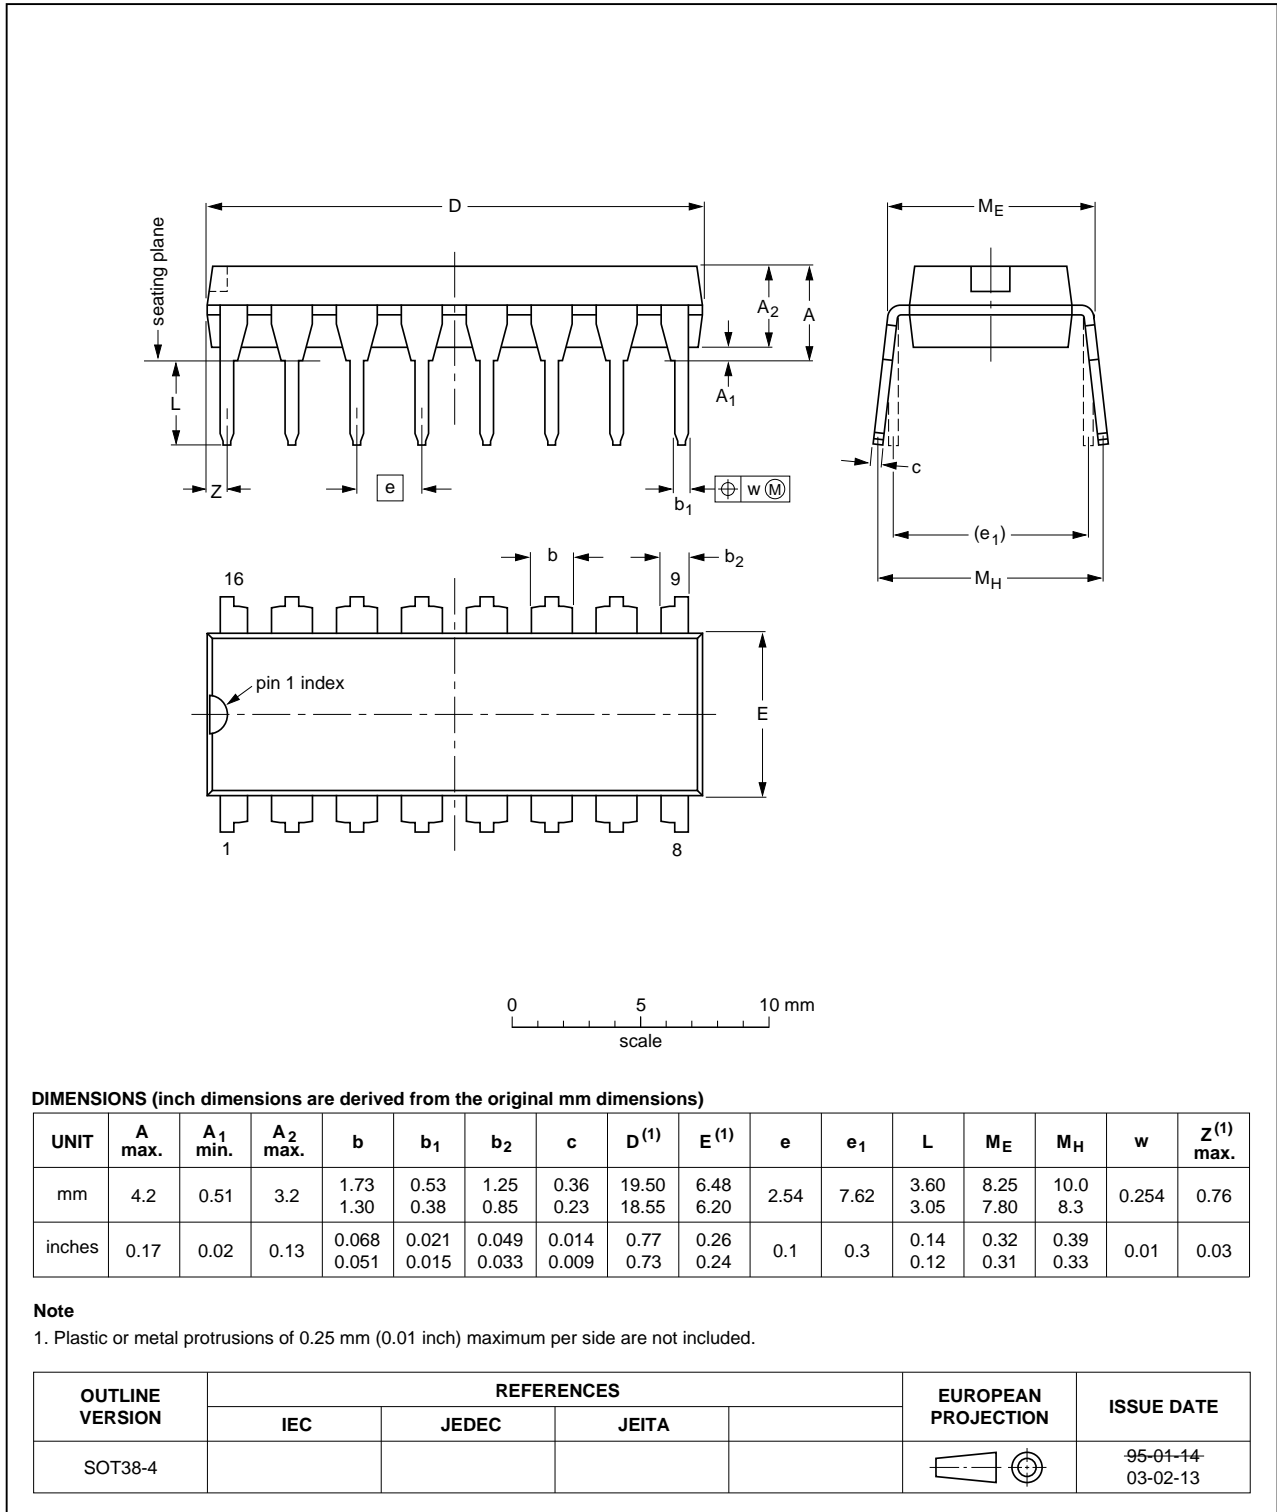 D
ME
seating plane
A2
A
L
A1
c
Z
e
b1
w M
(e1)
MH
b
b2
16
9
pin 1 index
E
1
8
0
5
10 mm
scale
DIMENSIONS (inch dimensions are derived from the original mm dimensions)
UNIT A max. A1 min. A2 max. b b1 b2 c D(1) E(1) e e1 L ME MH w Z(1) max.
mm 4.2 0.51 3.2 1.73 1.30 0.53 0.38 1.25 0.85 0.36 0.23 19.50 18.55 6.48 6.20 2.54 7.62 3.60 3.05 8.25 7.80 10.0 8.3 0.254 0.76
inches 0.17 0.02 0.13 0.068 0.051 0.021 0.015 0.049 0.033 0.014 0.009 0.77 0.73 0.26 0.24 0.1 0.3 0.14 0.12 0.32 0.31 0.39 0.33 0.01 0.03
Note
1. Plastic or metal protrusions of 0.25 mm (0.01 inch) maximum per side are not included.
OUTLINE VERSION
REFERENCES
IEC JEDEC JEITA
EUROPEAN PROJECTION
ISSUE DATE
SOT38-4
95-01-14
03-02-13